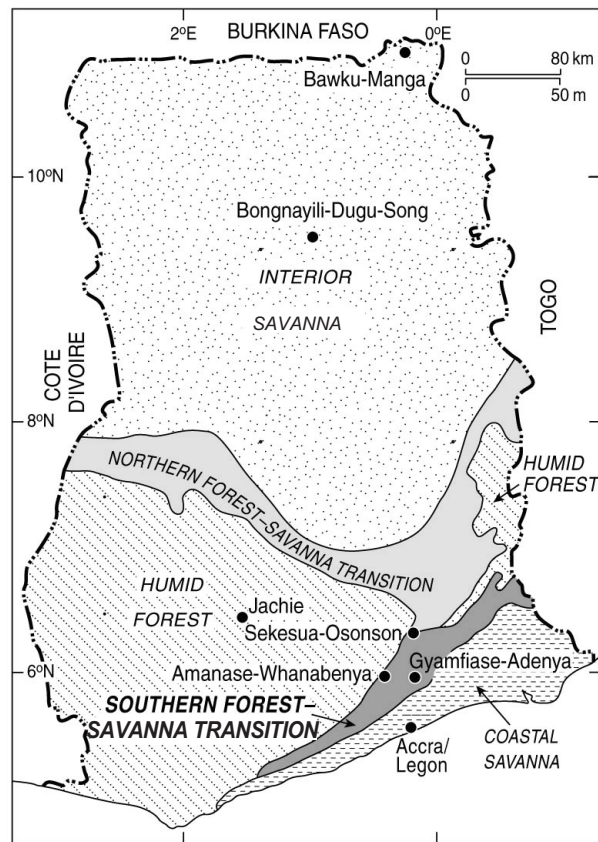 2ºE
BURKINA FASO
0ºE
0 80 km
0 50 m
Bawku-Manga
10ºN
Bongnayili-Dugu-Song
INTERIOR
SAVANNA
TOGO
COTE
D'IVOIRE
8ºN
NORTHERN FOREST–SAVANNA TRANSITION
HUMID
FOREST
HUMID
FOREST
Jachie
Sekesua-Osonson
6ºN
Amanase-Whanabenya
Gyamfiase-Adenya
SOUTHERN FOREST–
SAVANNA TRANSITION
Accra/
Legon
COASTAL
SAVANNA